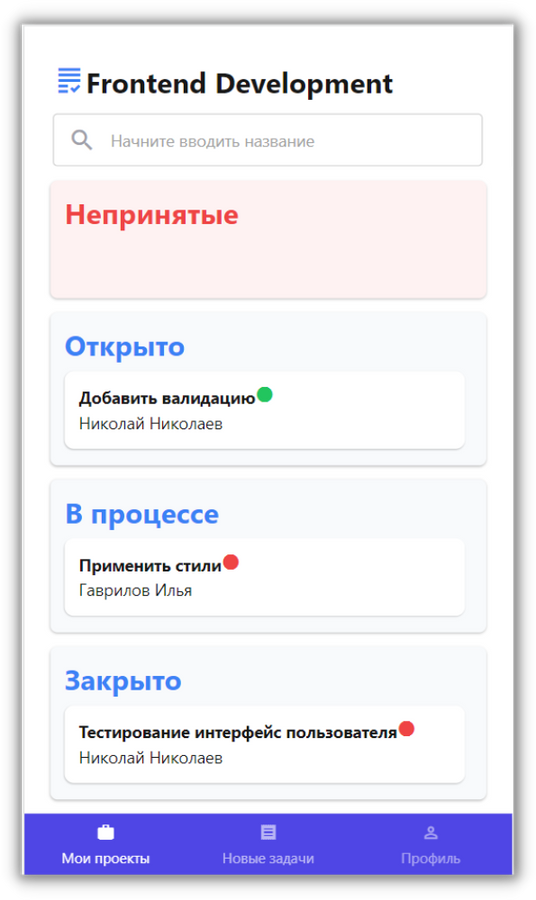 Frontend Development
Начните вводить название
Непринятые
Открыто
Добавить валидацию
Николай Николаев
В процессе
Применить стили
Гаврилов Илья
Закрыто
Тестирование интерфейс пользователя
Николай Николаев
Мои проекты
Новые задачи
Профиль